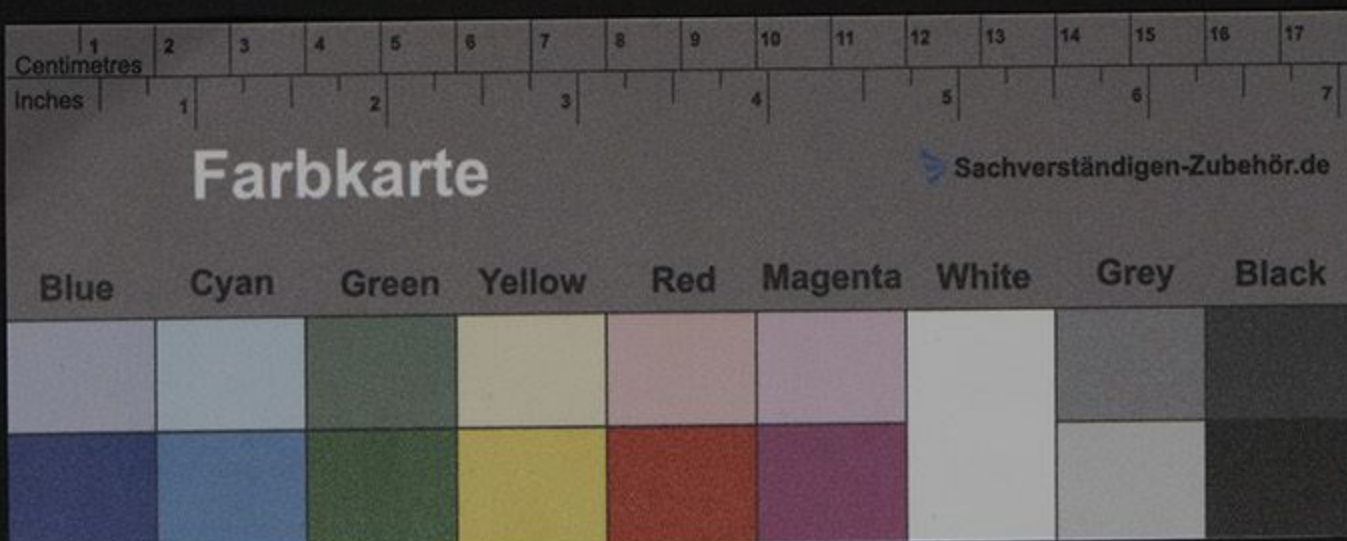 1 2 3 4 5 6 7 8 9 10 11 12 13 14 15 16 17
Centimetres
Inches 1 2 3 4 5 6 7
Farbkarte
Sachverständigen-Zubehör.de
Blue Cyan Green Yellow Red Magenta White Grey Black